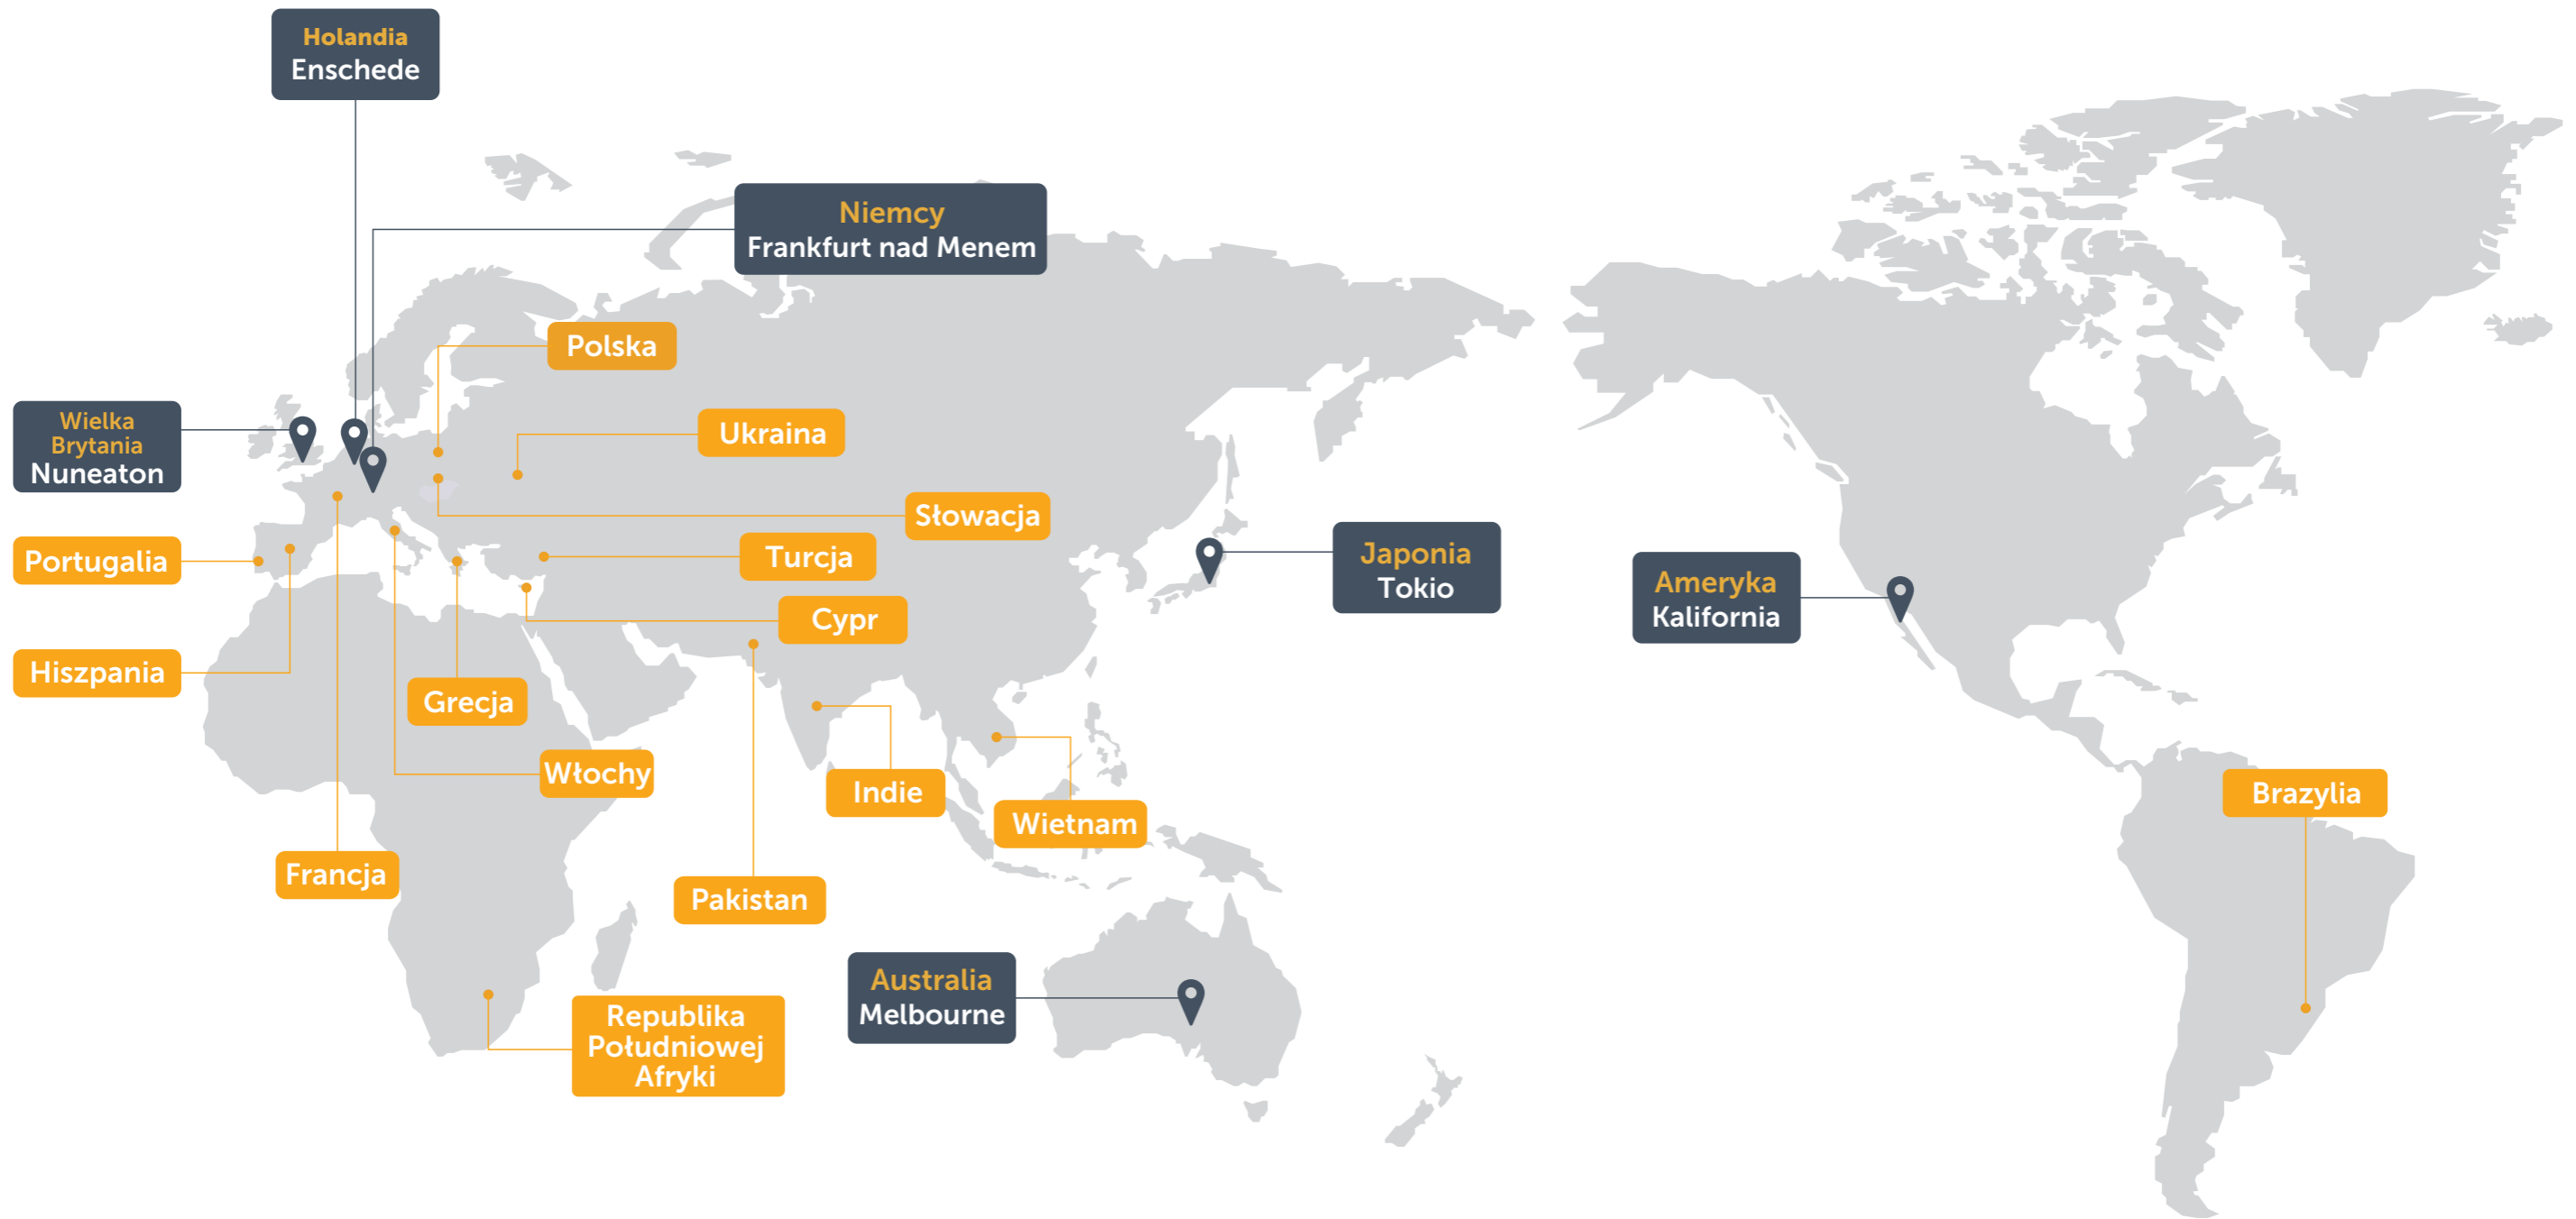 Holandia
Enschede
Niemcy
Frankfurt nad Menem
Polska
Wielka
Brytania
Nuneaton
Ukraina
Słowacja
Portugalia
Turcja
Japonia
Tokio
Ameryka
Kalifornia
Cypr
Hiszpania
Grecja
Włochy
Indie
Wietnam
Brazylia
Francja
Pakistan
Australia
Melbourne
Republika
Południowej
Afryki